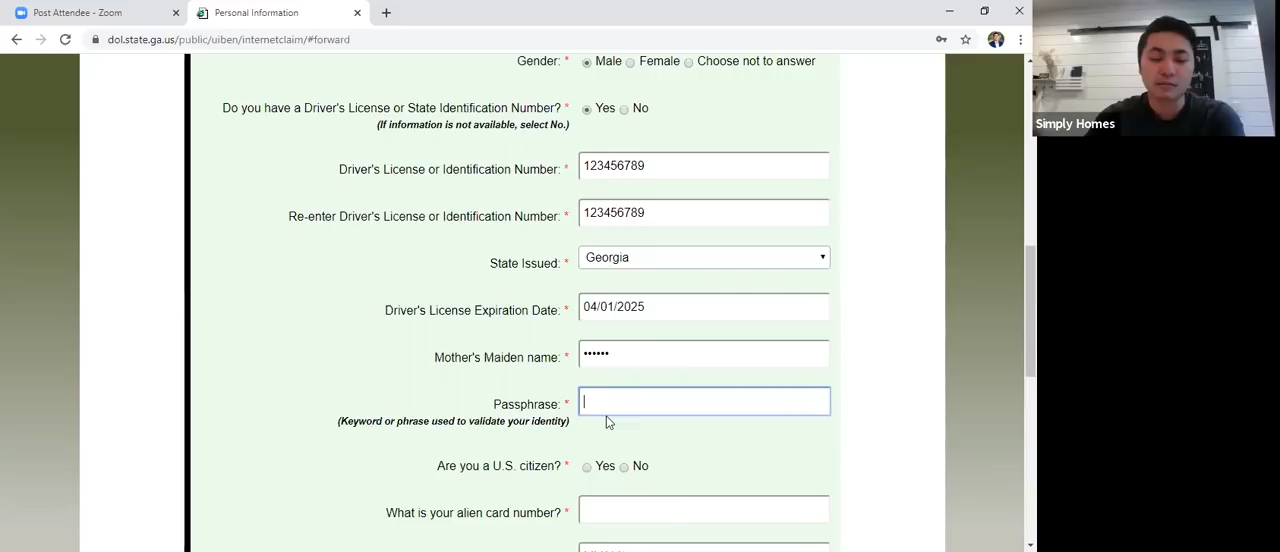 Post Attendee - Zoom
Personal Information
dol.state.ga.us/public/uiben/internetclaim/#forward
Gender: * Male Female Choose not to answer
Simply Homes
Do you have a Driver's License or State Identification Number? * Yes No
(If information is not available, select No.)
Driver's License or Identification Number: * 123456789
Re-enter Driver's License or Identification Number: * 123456789
State Issued: * Georgia
Driver's License Expiration Date: * 04/01/2025
Mother's Maiden name: * ••••••
Passphrase: *
(Keyword or phrase used to validate your identity)
Are you a U.S. citizen? * Yes No
What is your alien card number? *